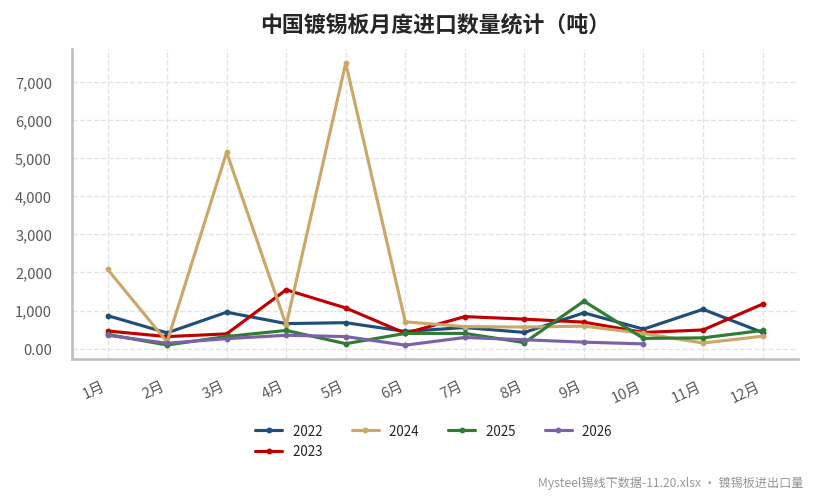 中国镀锡板月度进口数量统计（吨）
7,000
6,000
5,000
4,000
3,000
2,000
1,000
0.00
1月 2月 3月 4月 5月 6月 7月 8月 9月 10月 11月 12月
2022 2024 2025 2026
2023
Mysteel锡线下数据-11.20.xlsx • 镀锡板进出口量